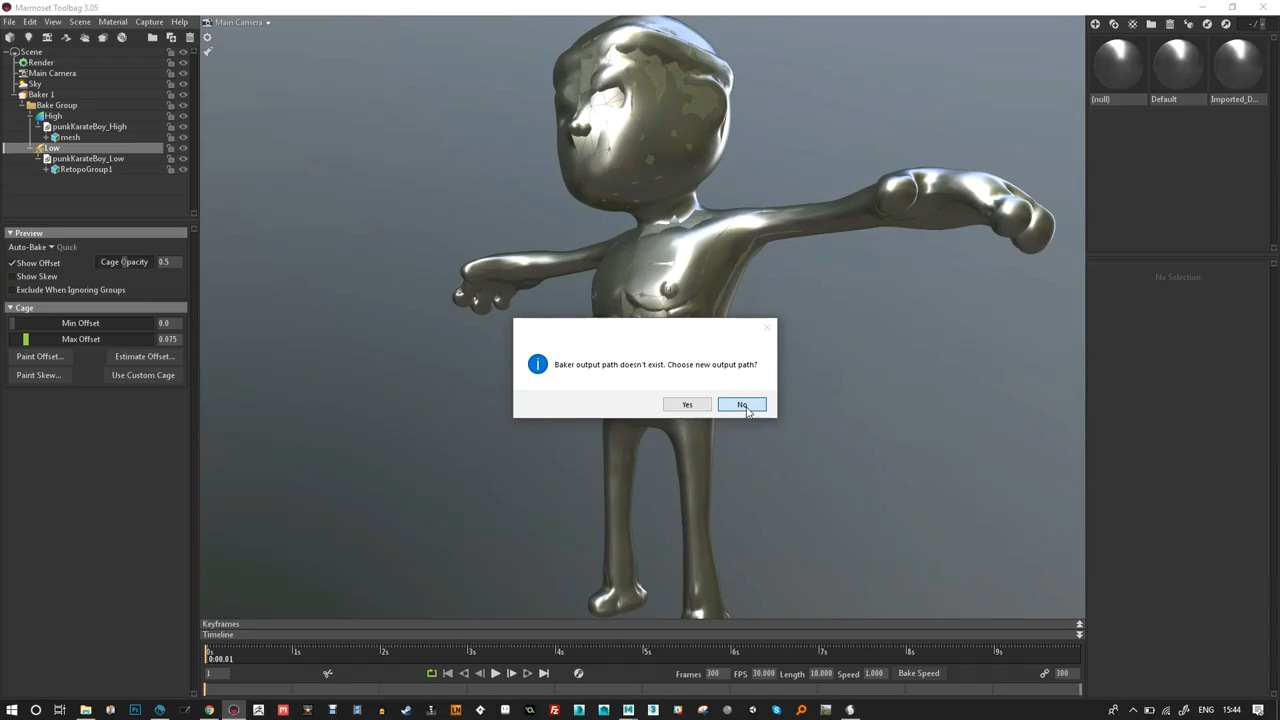 Marmoset Toolbag 3.05
File Edit View Scene Material Capture Help
Main Camera
Scene
Render
Main Camera
Sky
Baker 1
Bake Group
High
punkKarateBoy_High
mesh
Low
punkKarateBoy_Low
RetopoGroup1
Preview
Auto-Bake Quick
Show Offset Cage Opacity 0.5
Show Skew
Exclude When Ignoring Groups
Cage
Min Offset 0.0
Max Offset 0.075
Paint Offset... Estimate Offset...
Paint Skew... Use Custom Cage
Baker output path doesn't exist. Choose new output path?
Yes No
- /
(null) Default Imported_D...
No Selection
Keyframes
Timeline
0s 1s 2s 3s 4s 5s 6s 7s 8s 9s
0:00.01
1 Frames 300 FPS 30.000 Length 10.000 Speed 1.000 Bake Speed 300
15:44